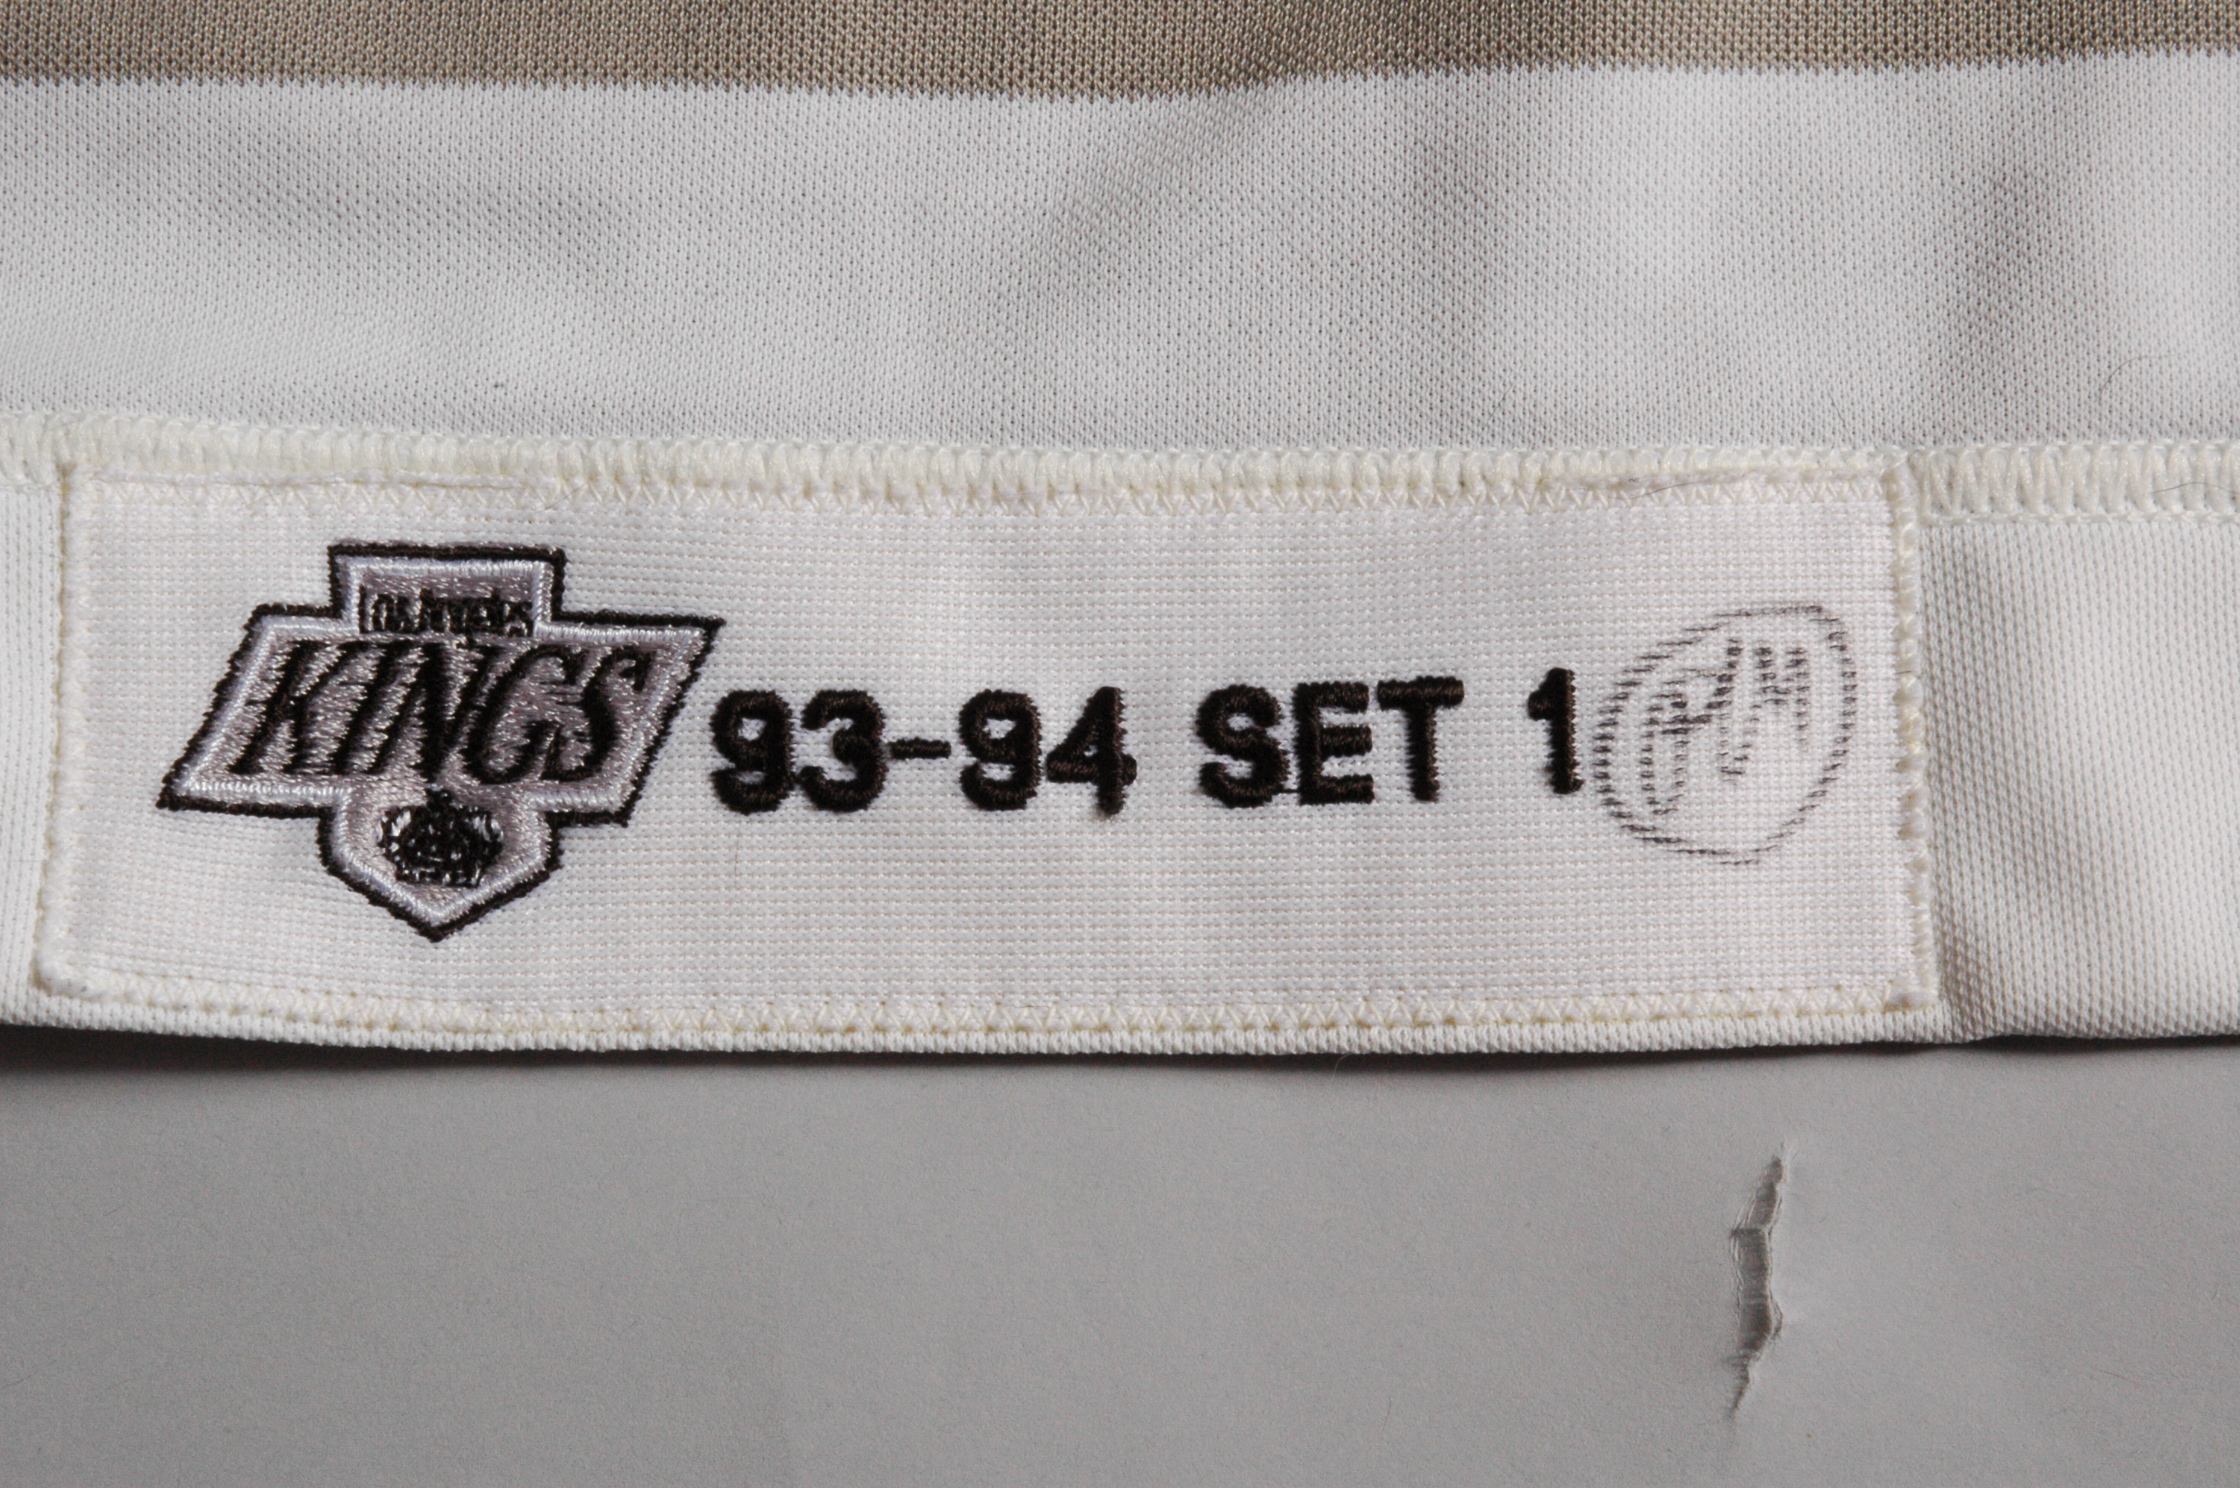 LOS ANGELES
KINGS
93-94 SET 1